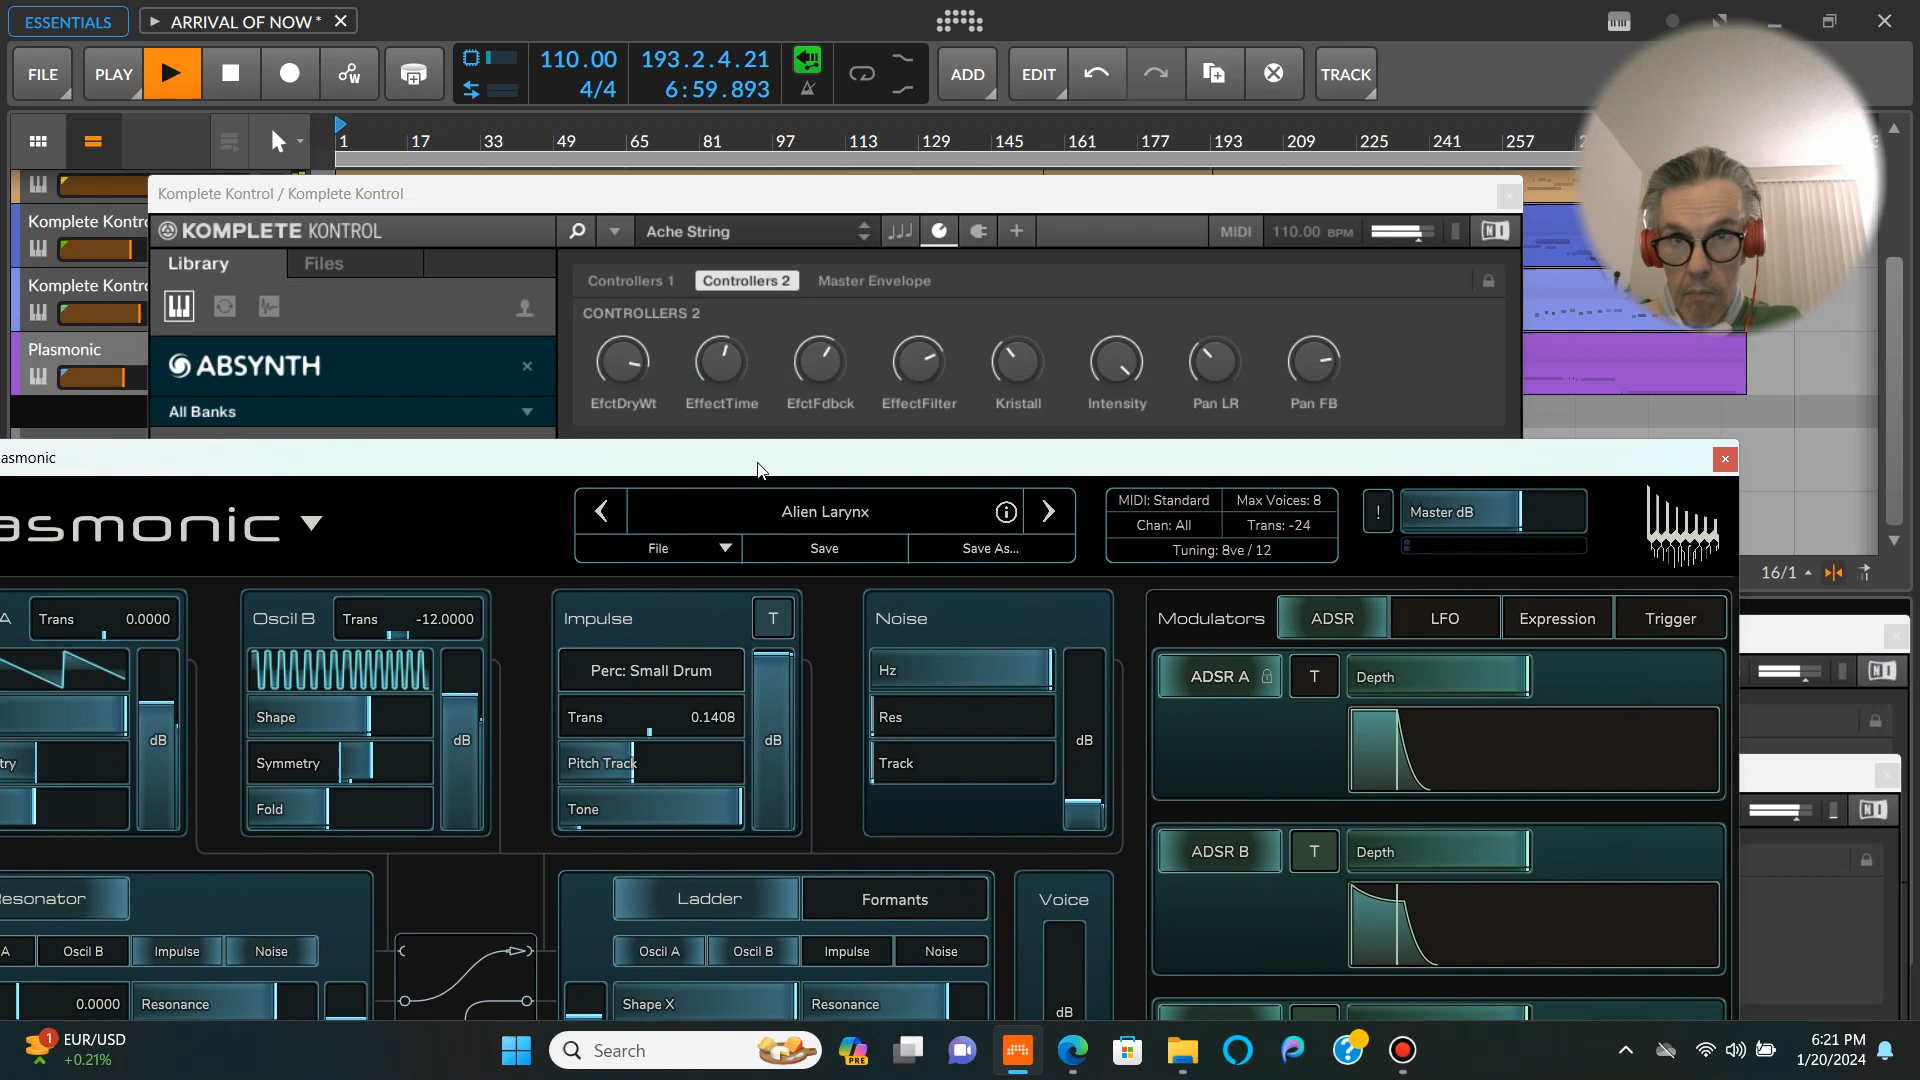 ESSENTIALS
ARRIVAL OF NOW *
FILE
PLAY
110.00
4/4
193.2.4.21
6:59.893
ADD
EDIT
TRACK
1 17 33 49 65 81 97 113 129 145 161 177 193 209 225 241 257
Komplete Kontro
Komplete Kontro
Plasmonic
Komplete Kontrol / Komplete Kontrol
KOMPLETE KONTROL
Ache String
MIDI
110.00 BPM
Library
Files
ABSYNTH
All Banks
Controllers 1
Controllers 2
Master Envelope
CONTROLLERS 2
EfctDryWt
EffectTime
EfctFdbck
EffectFilter
Kristall
Intensity
Pan LR
Pan FB
asmonic
asmonic
Alien Larynx
File
Save
Save As...
MIDI: Standard
Max Voices: 8
Chan: All
Trans: -24
Tuning: 8ve / 12
!
Master dB
16/1
A
Trans 0.0000
try
dB
Oscil B
Trans -12.0000
Shape
Symmetry
Fold
dB
Impulse
T
Perc: Small Drum
Trans 0.1408
Pitch Track
Tone
dB
Noise
Hz
Res
Track
dB
Modulators
ADSR
LFO
Expression
Trigger
ADSR A
T
Depth
ADSR B
T
Depth
esonator
A
Oscil B
Impulse
Noise
0.0000
Resonance
Ladder
Formants
Oscil A
Oscil B
Impulse
Noise
Shape X
Resonance
Voice
dB
1
EUR/USD
+0.21%
Search
PRE
6:21 PM
1/20/2024